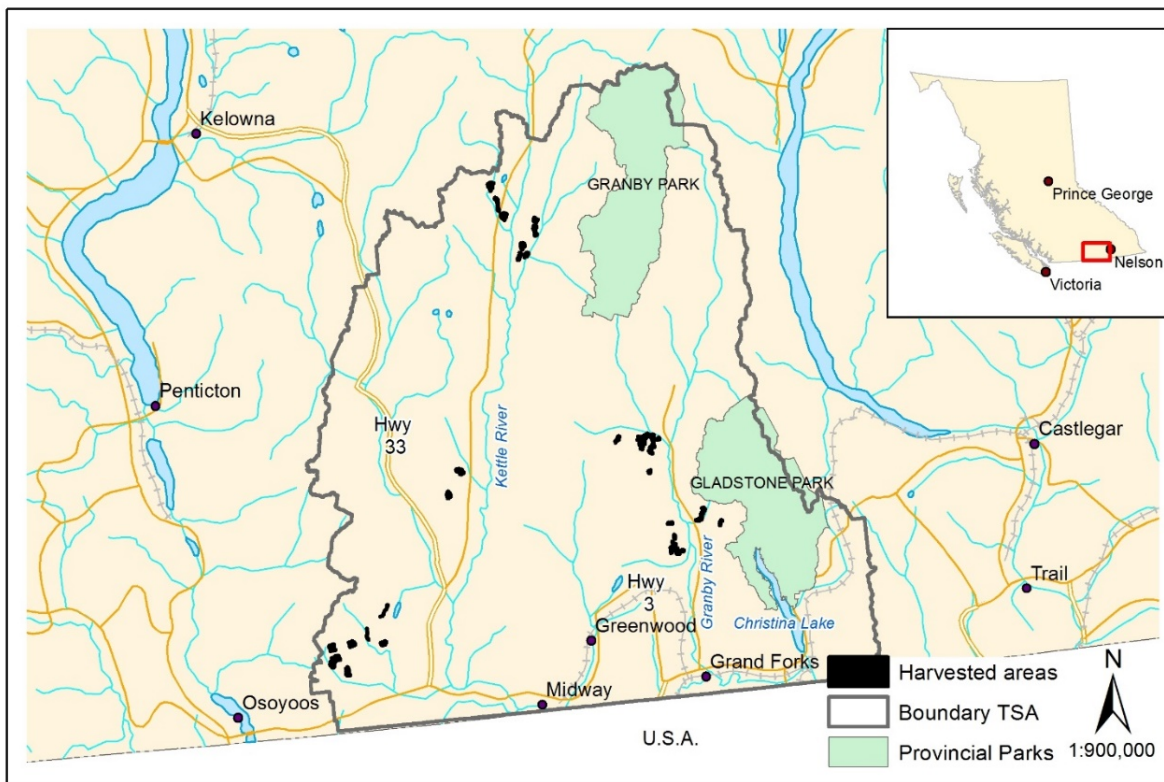 Kelowna
GRANBY PARK
Prince George
Nelson
Victoria
Penticton
Hwy
33
Kettle River
Castlegar
GLADSTONE PARK
Granby River
Hwy
3
Trail
Greenwood
Christina Lake
Grand Forks
Osoyoos
Midway
U.S.A.
Harvested areas
Boundary TSA
Provincial Parks
N
1:900,000